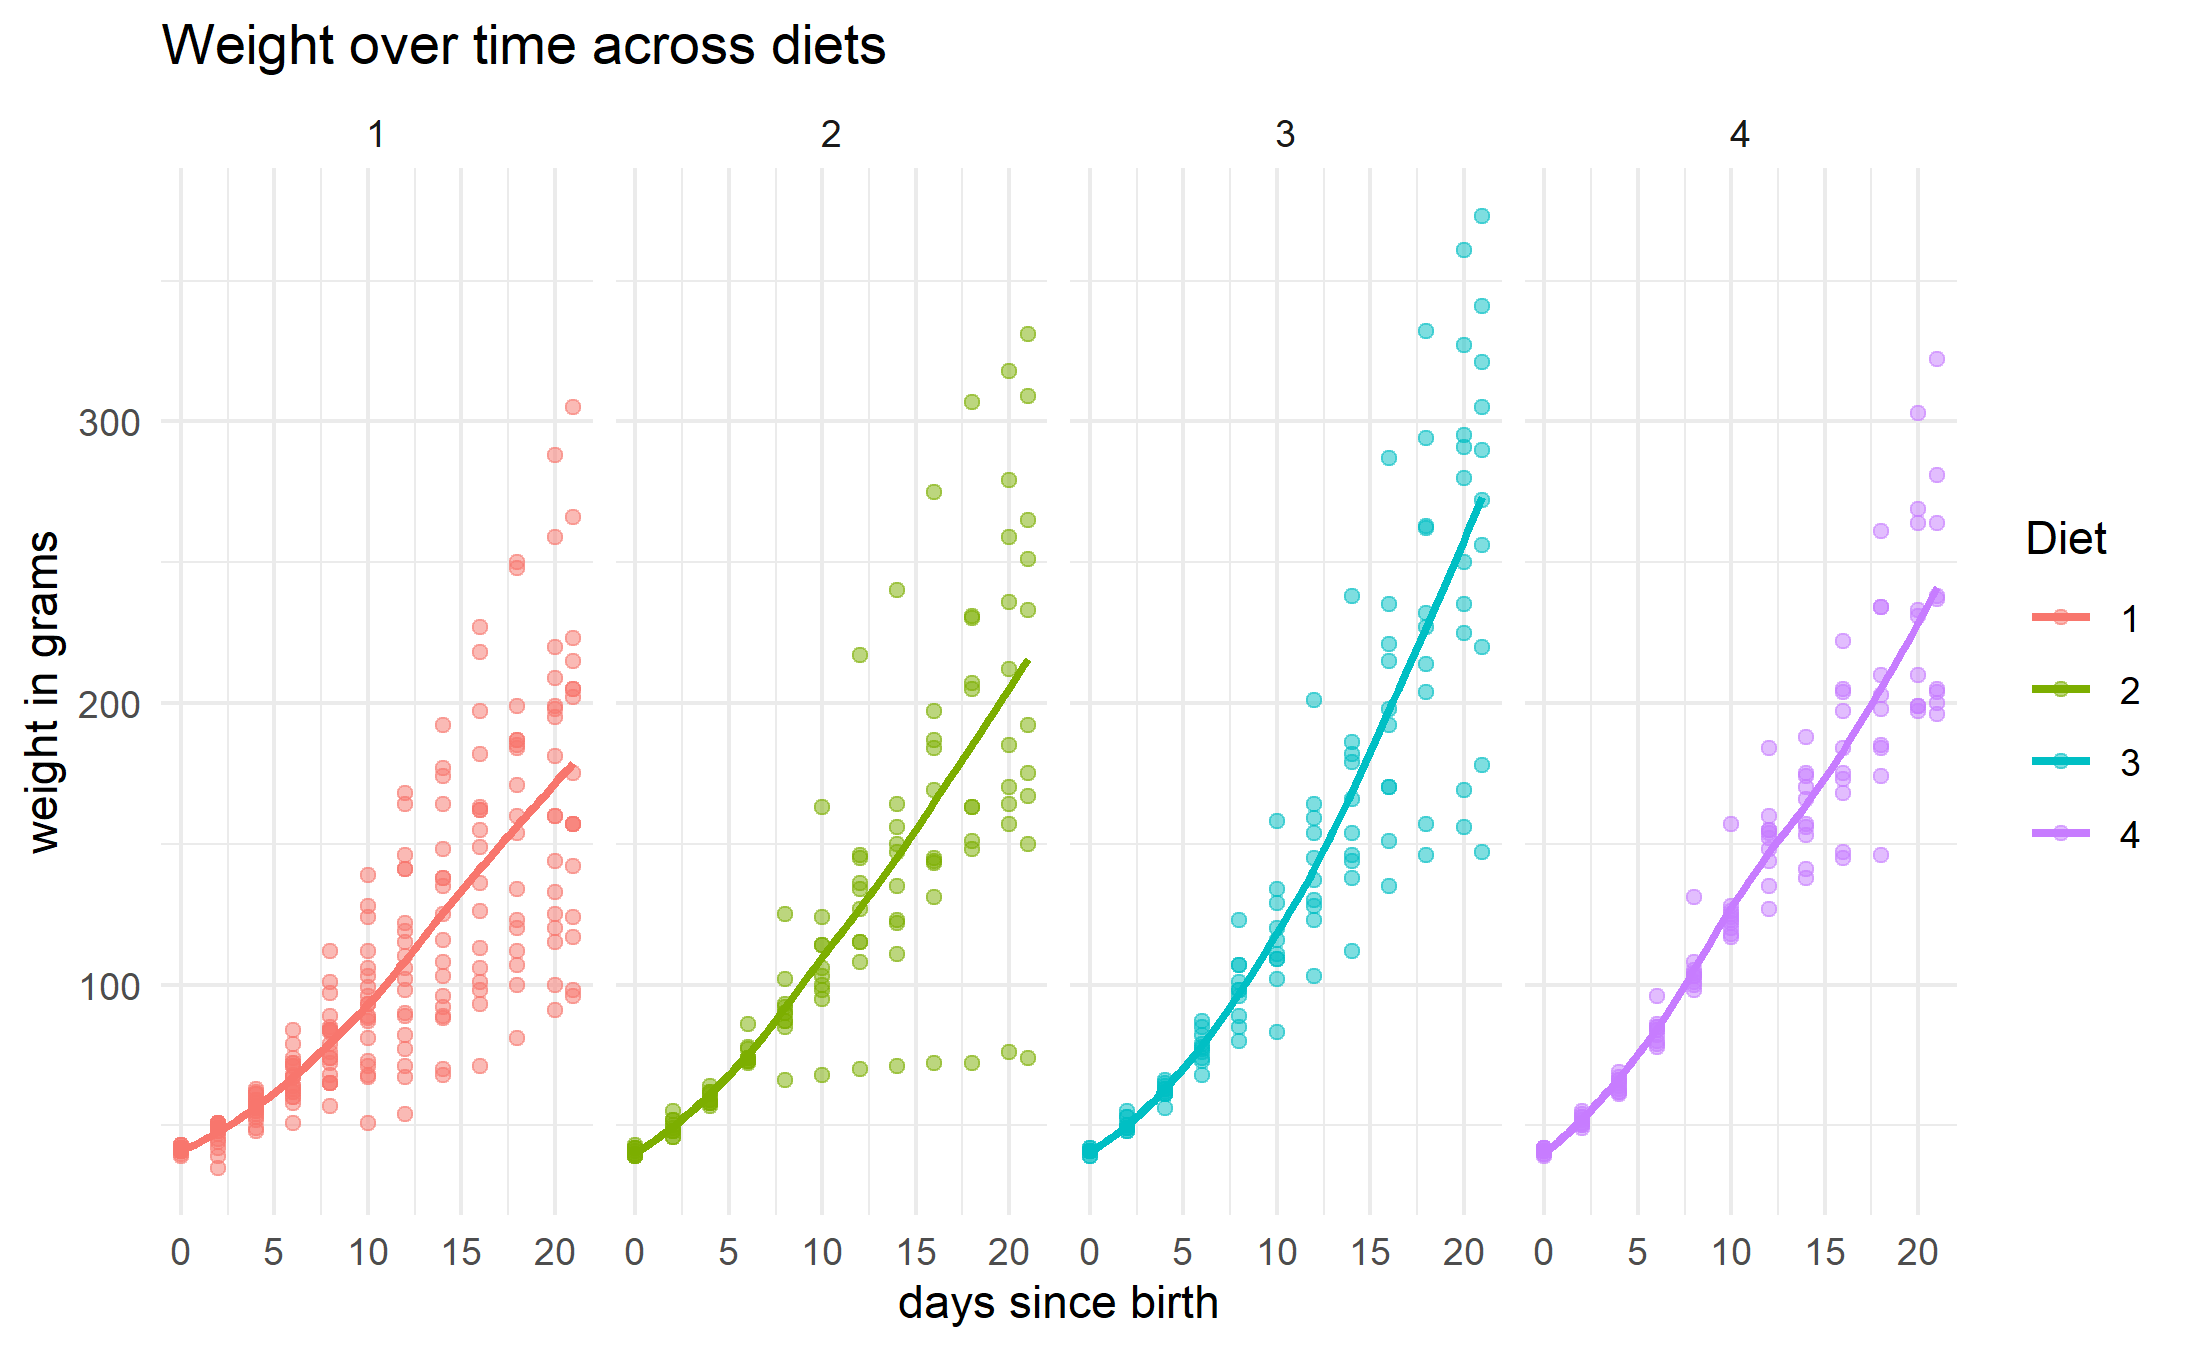 Weight over time across diets
1 2 3 4
weight in grams
300
200
100
0 5 10 15 20 0 5 10 15 20 0 5 10 15 20 0 5 10 15 20
days since birth
Diet
1
2
3
4